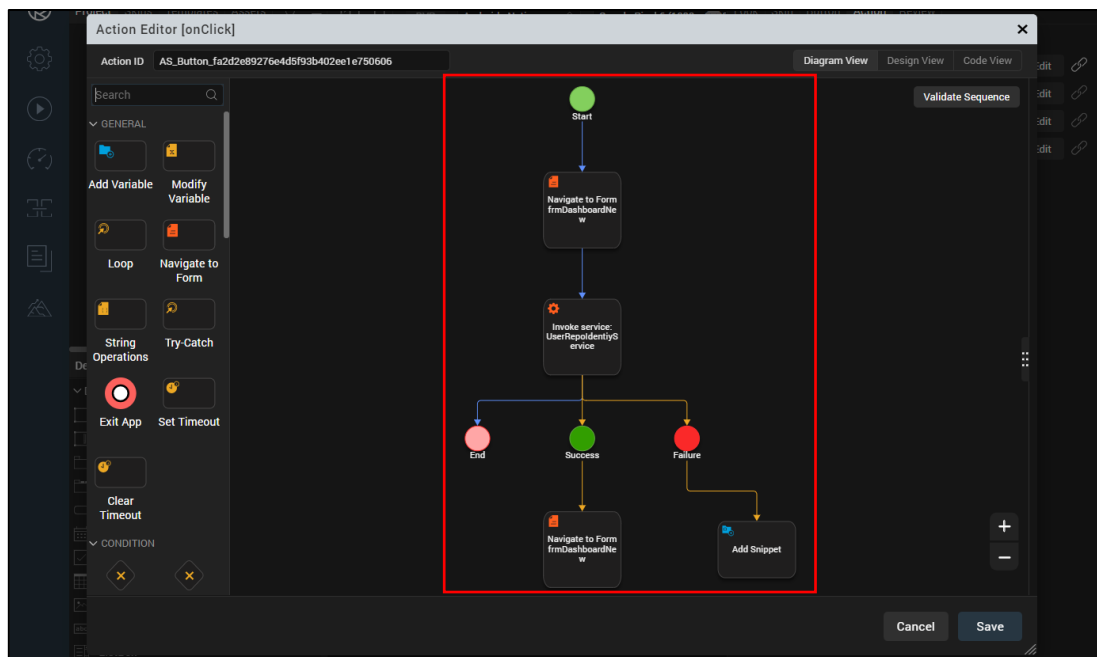 Action Editor [onClick]
Action ID AS_Button_fa2d2e89276e4d5f93b402ee1e750606
Diagram View Design View Code View
Search
Validate Sequence
GENERAL
Add Variable
Modify
Variable
Loop
Navigate to
Form
String
Operations
Try-Catch
Exit App
Set Timeout
Clear
Timeout
CONDITION
Start
Navigate to Form
frmDashboardNe
w
Invoke service:
UserRepoIdentiyS
ervice
End
Success
Failure
Navigate to Form
frmDashboardNe
w
Add Snippet
+
−
Cancel
Save